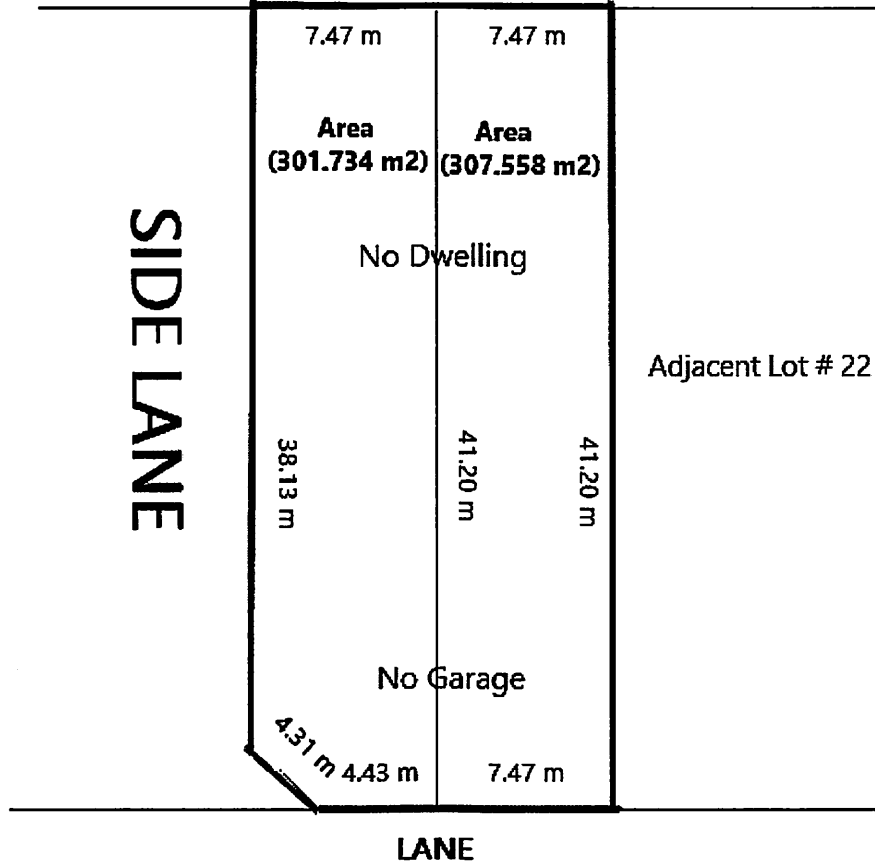 7.47 m
7.47 m
Area
(301.734 m2)
Area
(307.558 m2)
No Dwelling
SIDE LANE
Adjacent Lot # 22
38.13 m
41.20 m
41.20 m
No Garage
4.31 m
4.43 m
7.47 m
LANE